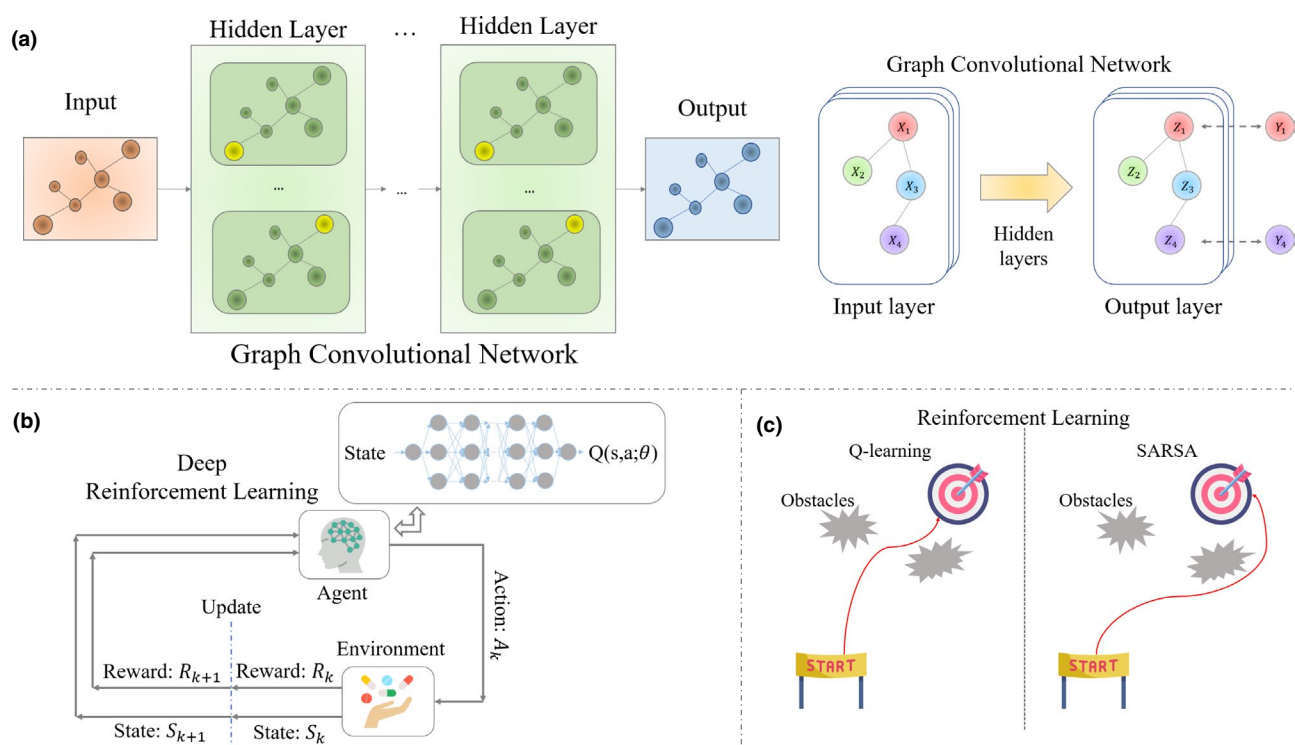 (a)
Hidden Layer
...
Hidden Layer
Input
...
...
...
Output
Graph Convolutional Network
Graph Convolutional Network
X₁
X₂
X₃
X₄
Input layer
Hidden
layers
Z₁
Z₂
Z₃
Z₄
Y₁
Y₄
Output layer
(b)
Deep
Reinforcement Learning
State
Q(s,a;θ)
Agent
Action: Aₖ
Update
Environment
Reward: Rₖ₊₁
Reward: Rₖ
State: Sₖ₊₁
State: Sₖ
(c)
Reinforcement Learning
Q-learning
Obstacles
START
SARSA
Obstacles
START